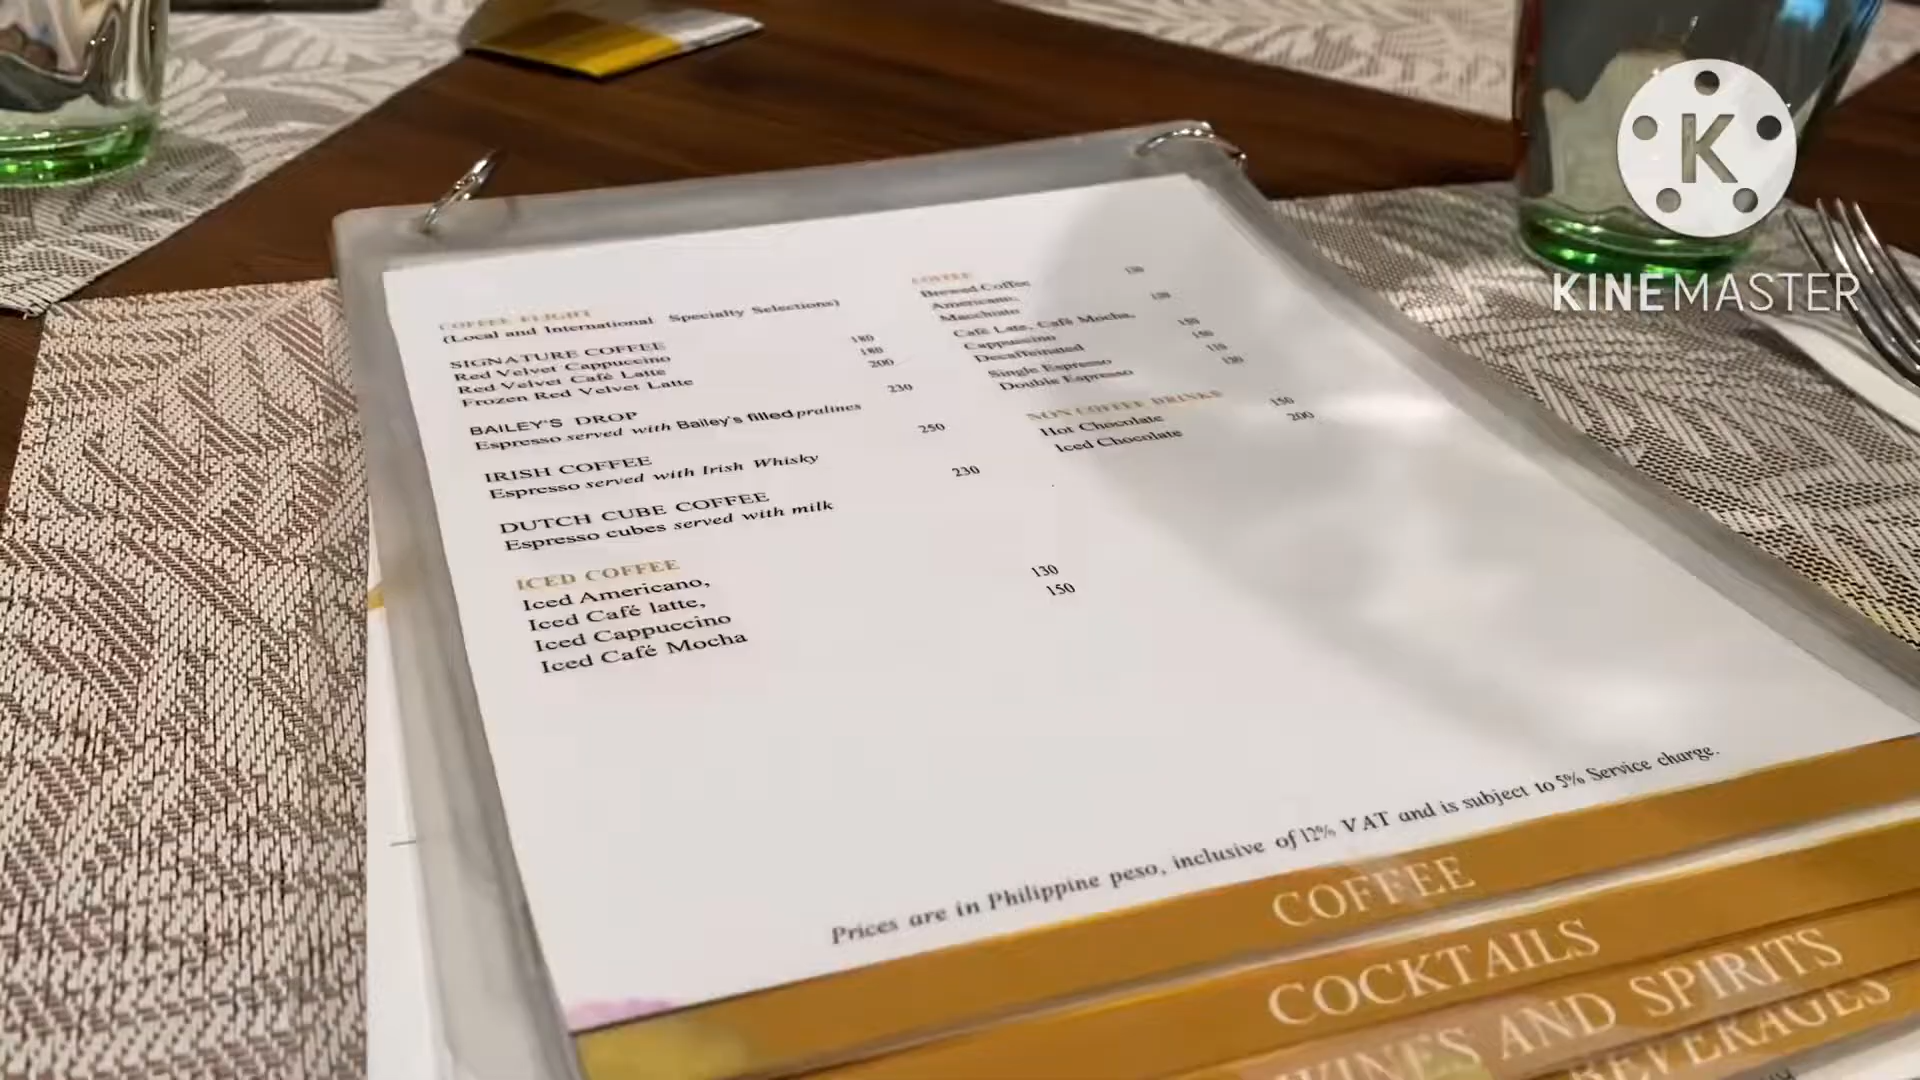 COFFEE FLIGHT
(Local and International Specialty Selections)
SIGNATURE COFFEE
Red Velvet Cappuccino 180
Red Velvet Café Latte 180
Frozen Red Velvet Latte 200
BAILEY'S DROP 230
Espresso served with Bailey's filled pralines
IRISH COFFEE 250
Espresso served with Irish Whisky
DUTCH CUBE COFFEE 230
Espresso cubes served with milk
ICED COFFEE
Iced Americano, 130
Iced Café latte, 150
Iced Cappuccino
Iced Café Mocha
COFFEE
Brewed Coffee
Americano,
Macchiato
Café Late, Café Mocha,
Cappuccino
Decaffeinated 150
Single Espresso 110
Double Espresso
NON COFFEE DRINKS
Hot Chocolate 150
Iced Chocolate 200
Prices are in Philippine peso, inclusive of 12% VAT and is subject to 5% Service charge.
COFFEE
COCKTAILS
WINES AND SPIRITS
BEVERAGES
K
KINEMASTER